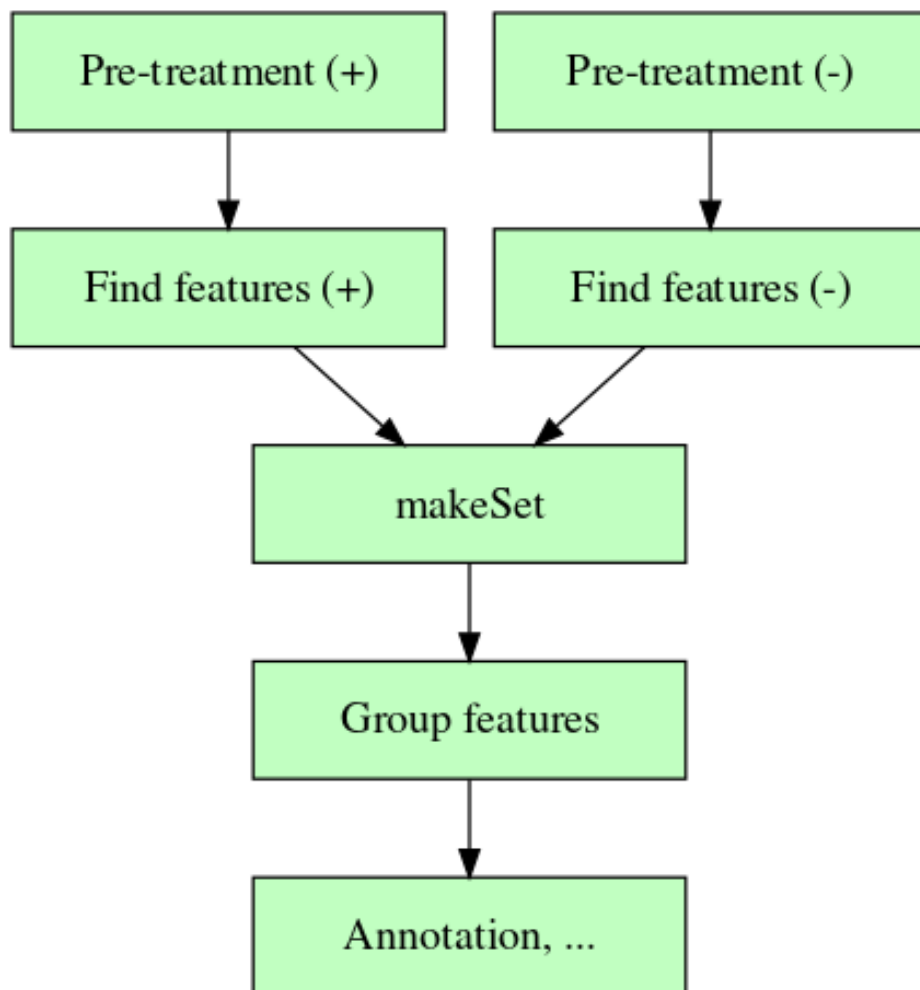 Pre-treatment (+)
Pre-treatment (-)
Find features (+)
Find features (-)
makeSet
Group features
Annotation, ...